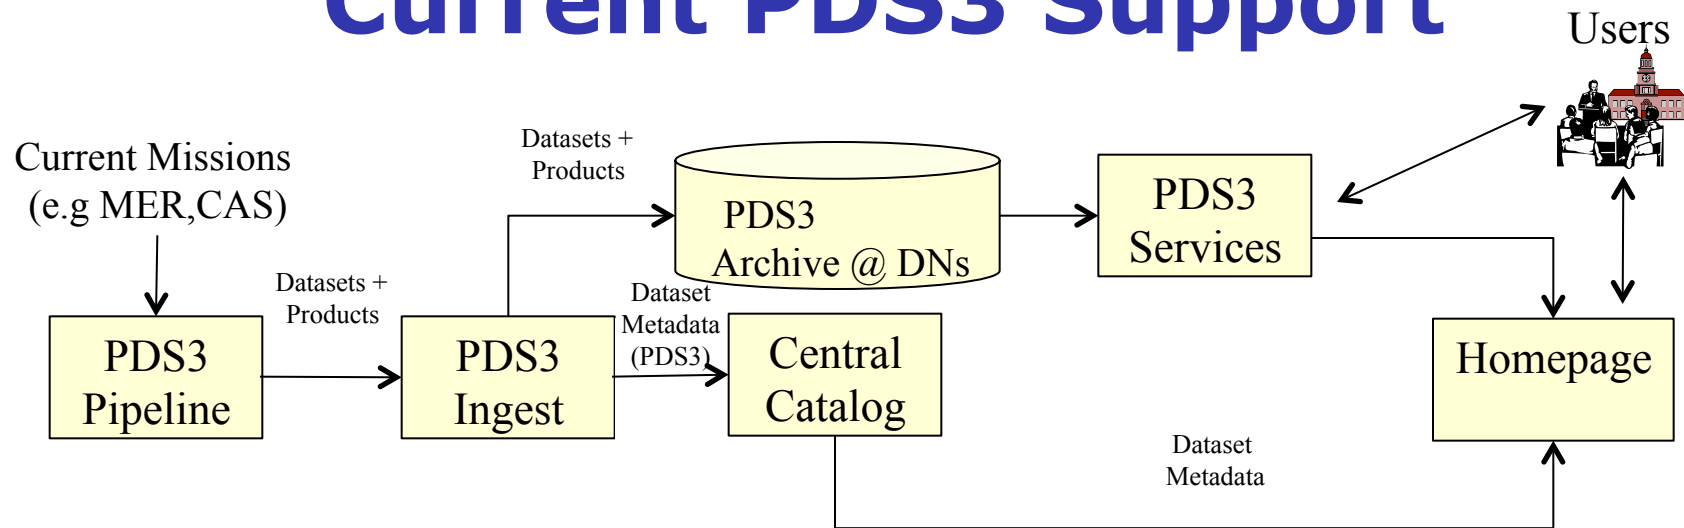 Current PDS3 Support
Users
Current Missions
(e.g MER,CAS)
Datasets +
Products
PDS3
Archive @ DNs
PDS3
Services
Datasets +
Products
Dataset
Metadata
(PDS3)
PDS3
Pipeline
PDS3
Ingest
Central
Catalog
Homepage
Dataset
Metadata